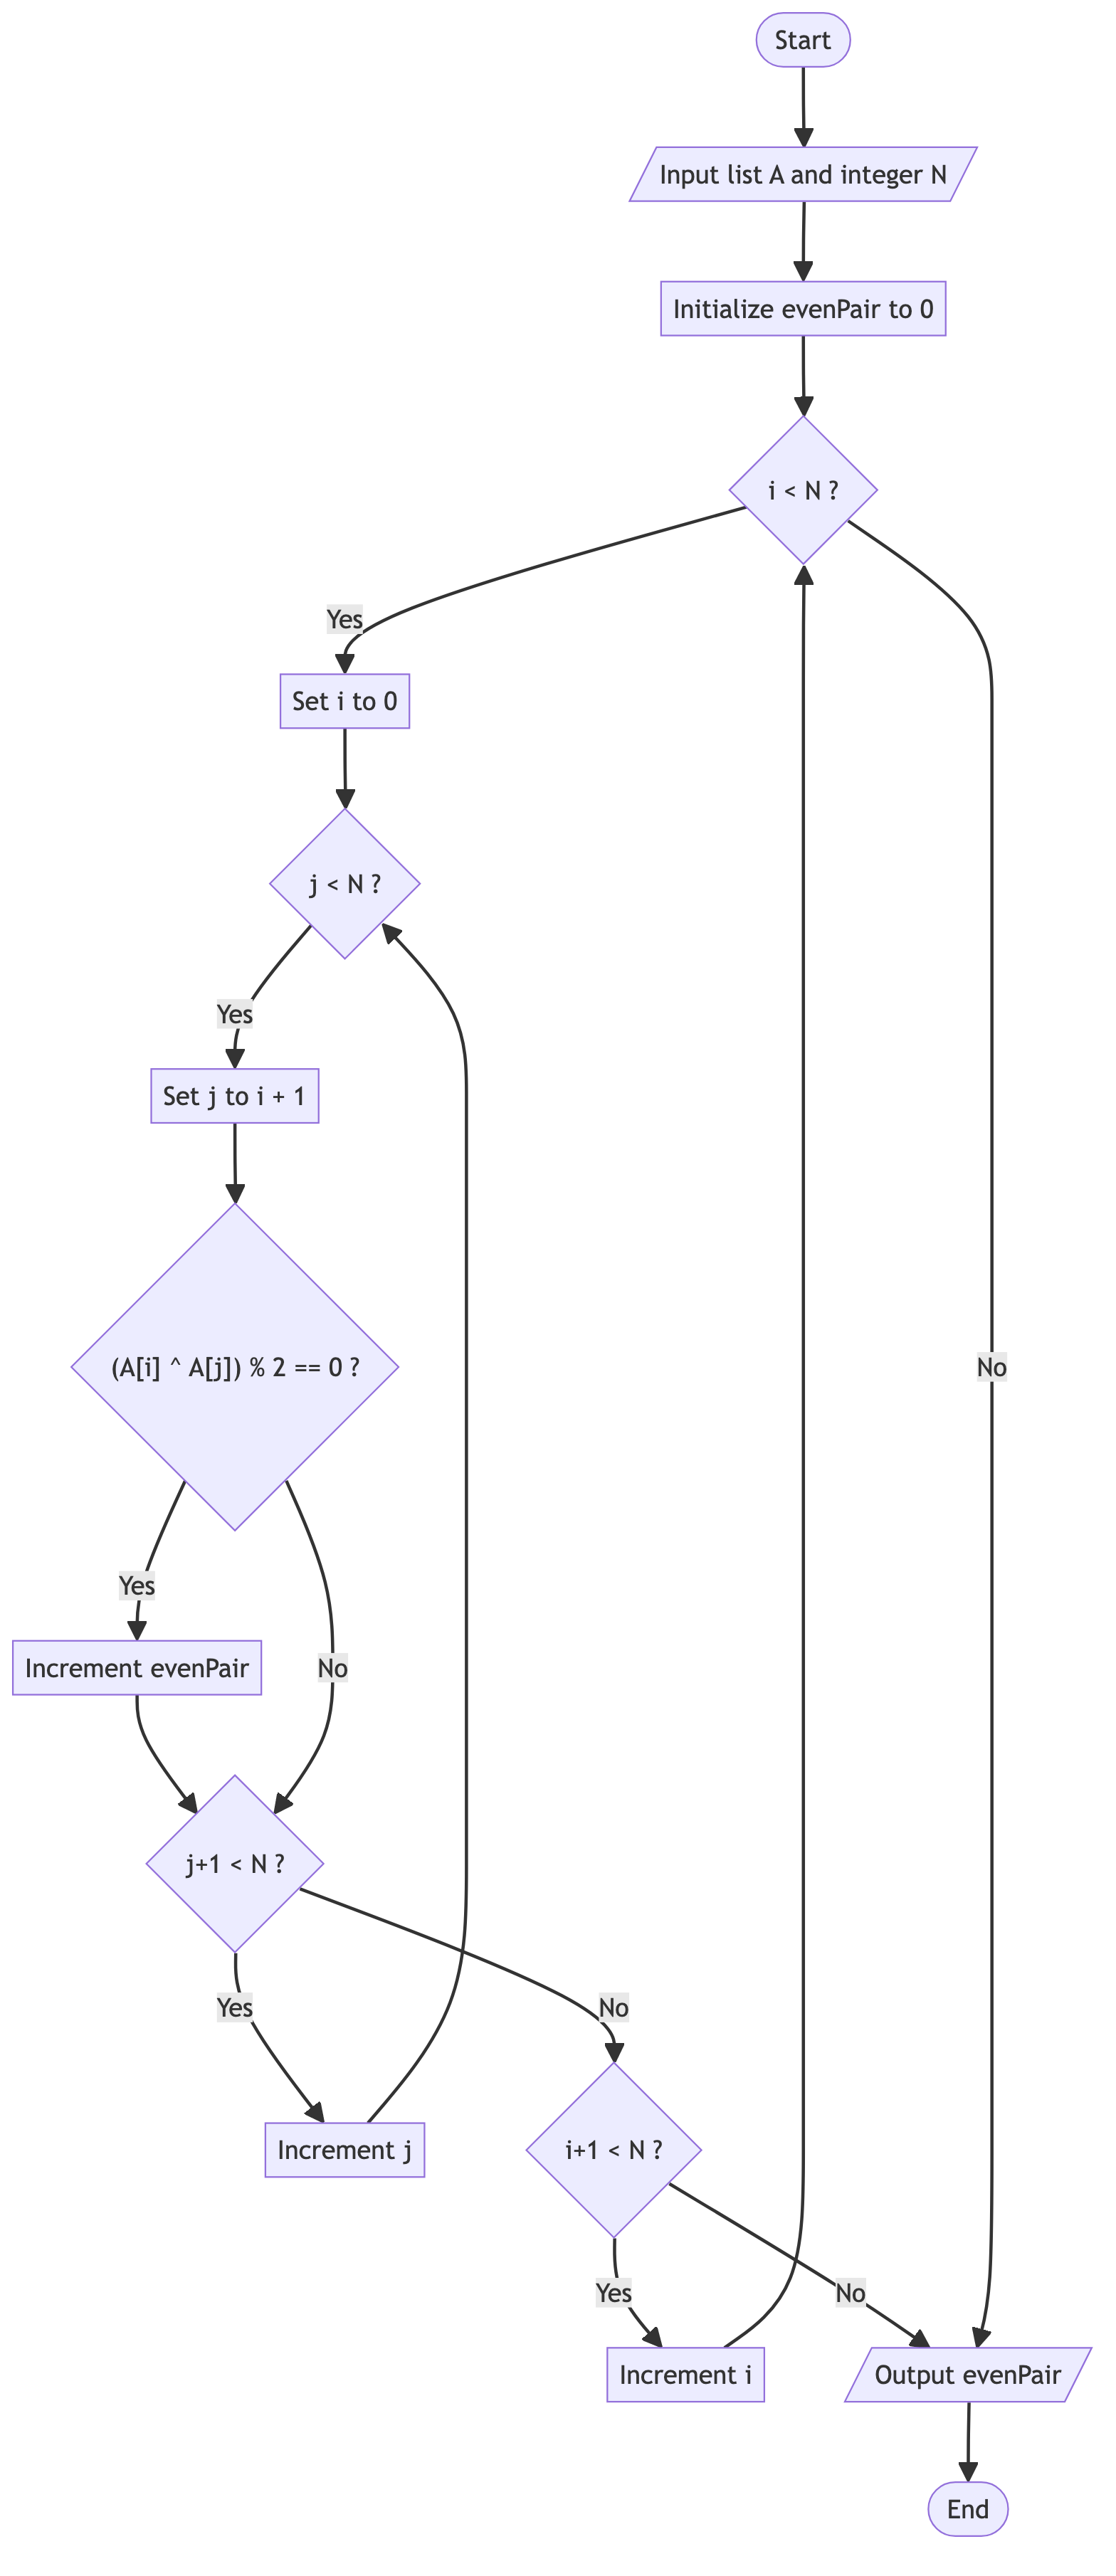 Start
Input list A and integer N
Initialize evenPair to 0
i < N ?
Yes
Set i to 0
j < N ?
Yes
Set j to i + 1
(A[i] ^ A[j]) % 2 == 0 ?
No
Yes
Increment evenPair
No
j+1 < N ?
Yes
No
Increment j
i+1 < N ?
Yes
No
Increment i
Output evenPair
End